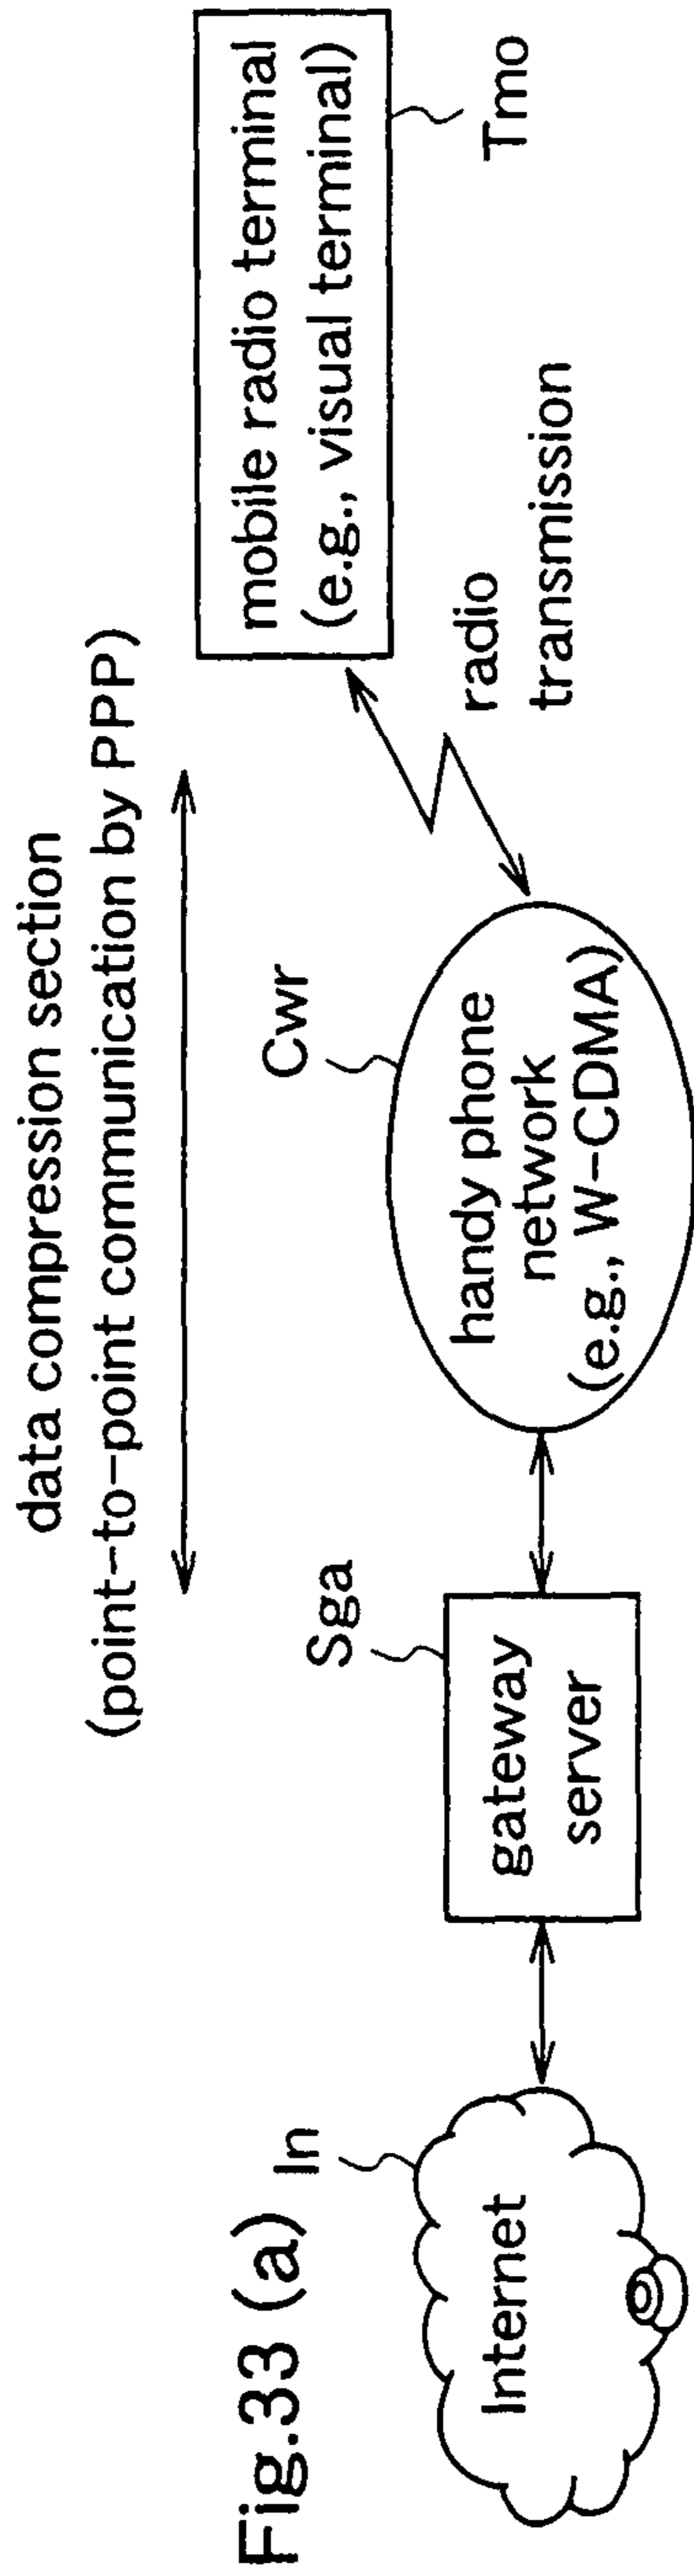 Fig.33 (a)
data compression section
(point-to-point communication by PPP)
In
Internet
Sga
gateway
server
Cwr
handy phone
network
(e.g., W-CDMA)
radio
transmission
mobile radio terminal
(e.g., visual terminal)
Tmo